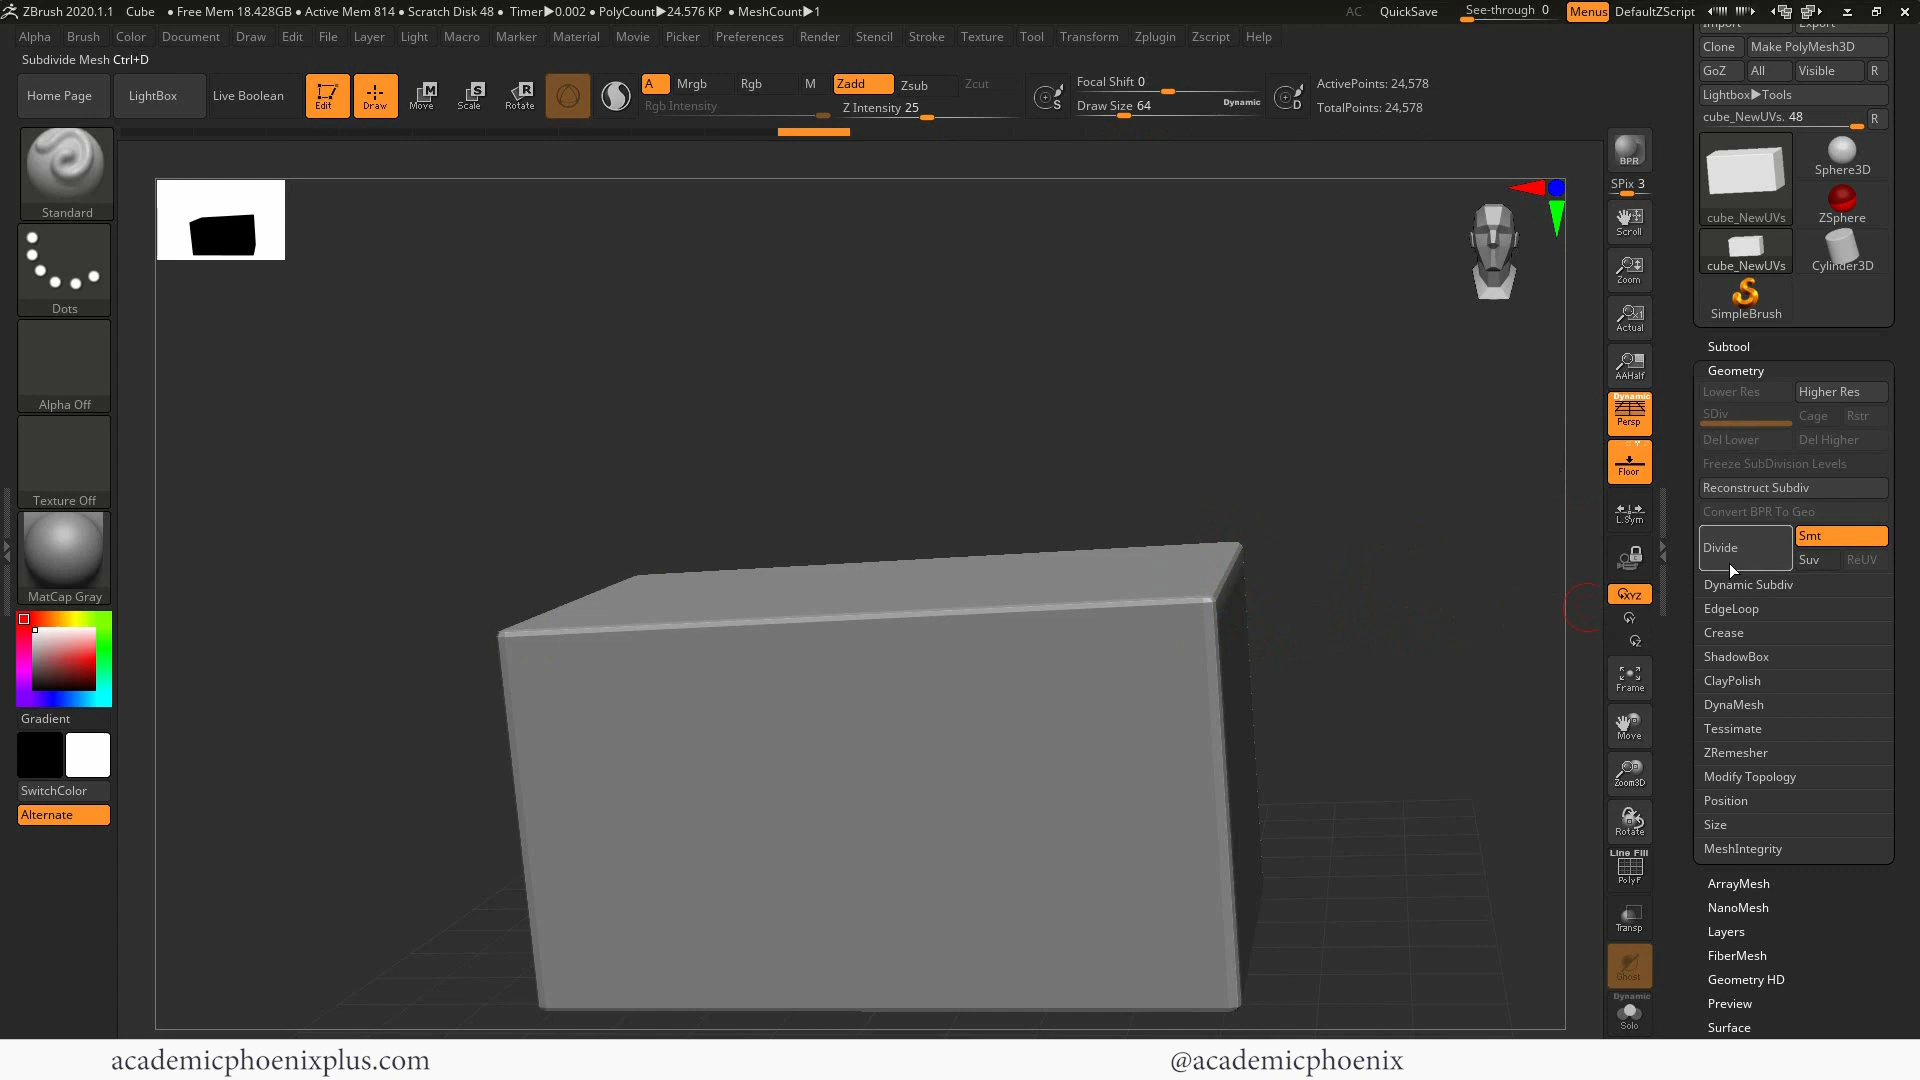 ZBrush 2020.1.1 Cube • Free Mem 18.428GB • Active Mem 814 • Scratch Disk 48 • Timer▶0.002 • PolyCount▶24.576 KP • MeshCount▶1 AC QuickSave See-through 0 Menus DefaultZScript
Alpha Brush Color Document Draw Edit File Layer Light Macro Marker Material Movie Picker Preferences Render Stencil Stroke Texture Tool Transform Zplugin Zscript Help
Subdivide Mesh Ctrl+D
Home Page LightBox Live Boolean Edit Draw Move Scale Rotate
A Mrgb Rgb M Zadd Zsub Zcut
Rgb Intensity Z Intensity 25
Focal Shift 0
Draw Size 64 Dynamic
ActivePoints: 24,578
TotalPoints: 24,578
Standard
Dots
Alpha Off
Texture Off
MatCap Gray
Gradient
SwitchColor
Alternate
BPR
SPix 3
Scroll
Zoom
Actual
AAHalf
Dynamic
Persp
Floor
L.Sym
XYZ
Y
Z
Frame
Move
Zoom3D
Rotate
Line Fill
PolyF
Transp
Ghost
Dynamic
Solo
Import Export
Clone Make PolyMesh3D
GoZ All Visible R
Lightbox▶Tools
cube_NewUVs. 48 R
cube_NewUVs Sphere3D
ZSphere
cube_NewUVs Cylinder3D
SimpleBrush
Subtool
Geometry
Lower Res Higher Res
SDiv Cage Rstr
Del Lower Del Higher
Freeze SubDivision Levels
Reconstruct Subdiv
Convert BPR To Geo
Divide Smt
Suv ReUV
Dynamic Subdiv
EdgeLoop
Crease
ShadowBox
ClayPolish
DynaMesh
Tessimate
ZRemesher
Modify Topology
Position
Size
MeshIntegrity
ArrayMesh
NanoMesh
Layers
FiberMesh
Geometry HD
Preview
Surface
academicphoenixplus.com @academicphoenix